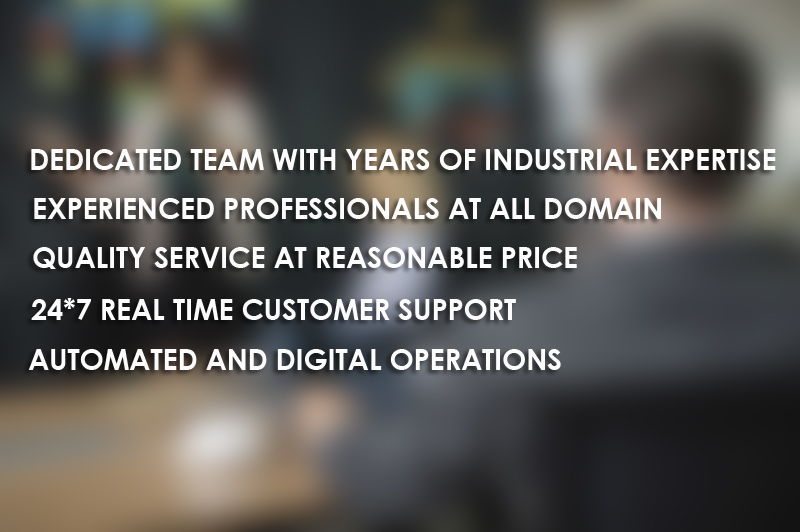 DEDICATED TEAM WITH YEARS OF INDUSTRIAL EXPERTISE
EXPERIENCED PROFESSIONALS AT ALL DOMAIN
QUALITY SERVICE AT REASONABLE PRICE
24*7 REAL TIME CUSTOMER SUPPORT
AUTOMATED AND DIGITAL OPERATIONS